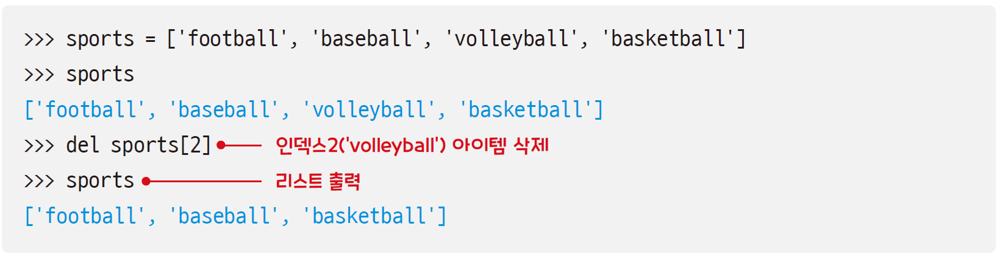 >>> sports = ['football', 'baseball', 'volleyball', 'basketball']
>>> sports
['football', 'baseball', 'volleyball', 'basketball']
>>> del sports[2] 인덱스2('volleyball') 아이템 삭제
>>> sports 리스트 출력
['football', 'baseball', 'basketball']